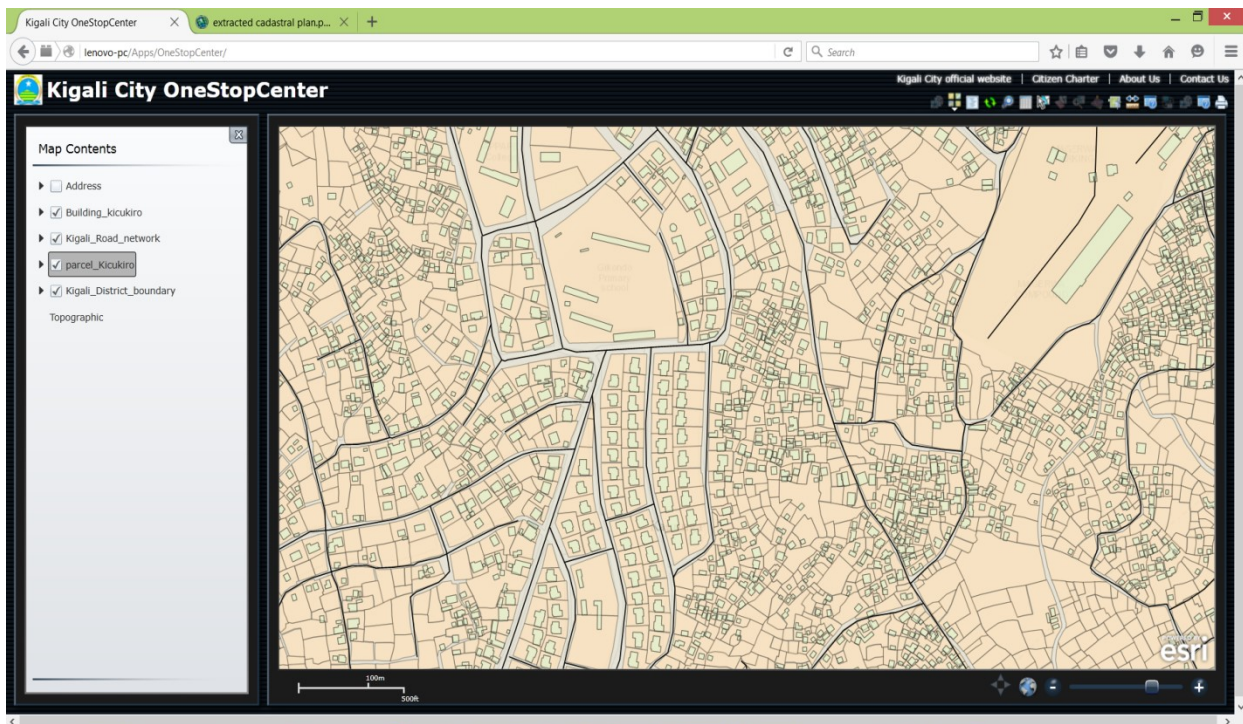 Kigali City OneStopCenter
extracted cadastral plan.p...
lenovo-pc/Apps/OneStopCenter/
Search
Kigali City OneStopCenter
Kigali City official website | Citizen Charter | About Us | Contact Us
Map Contents
Address
Building_kicukiro
Kigali_Road_network
parcel_Kicukiro
Kigali_District_boundary
Topographic
100m
500ft
esri